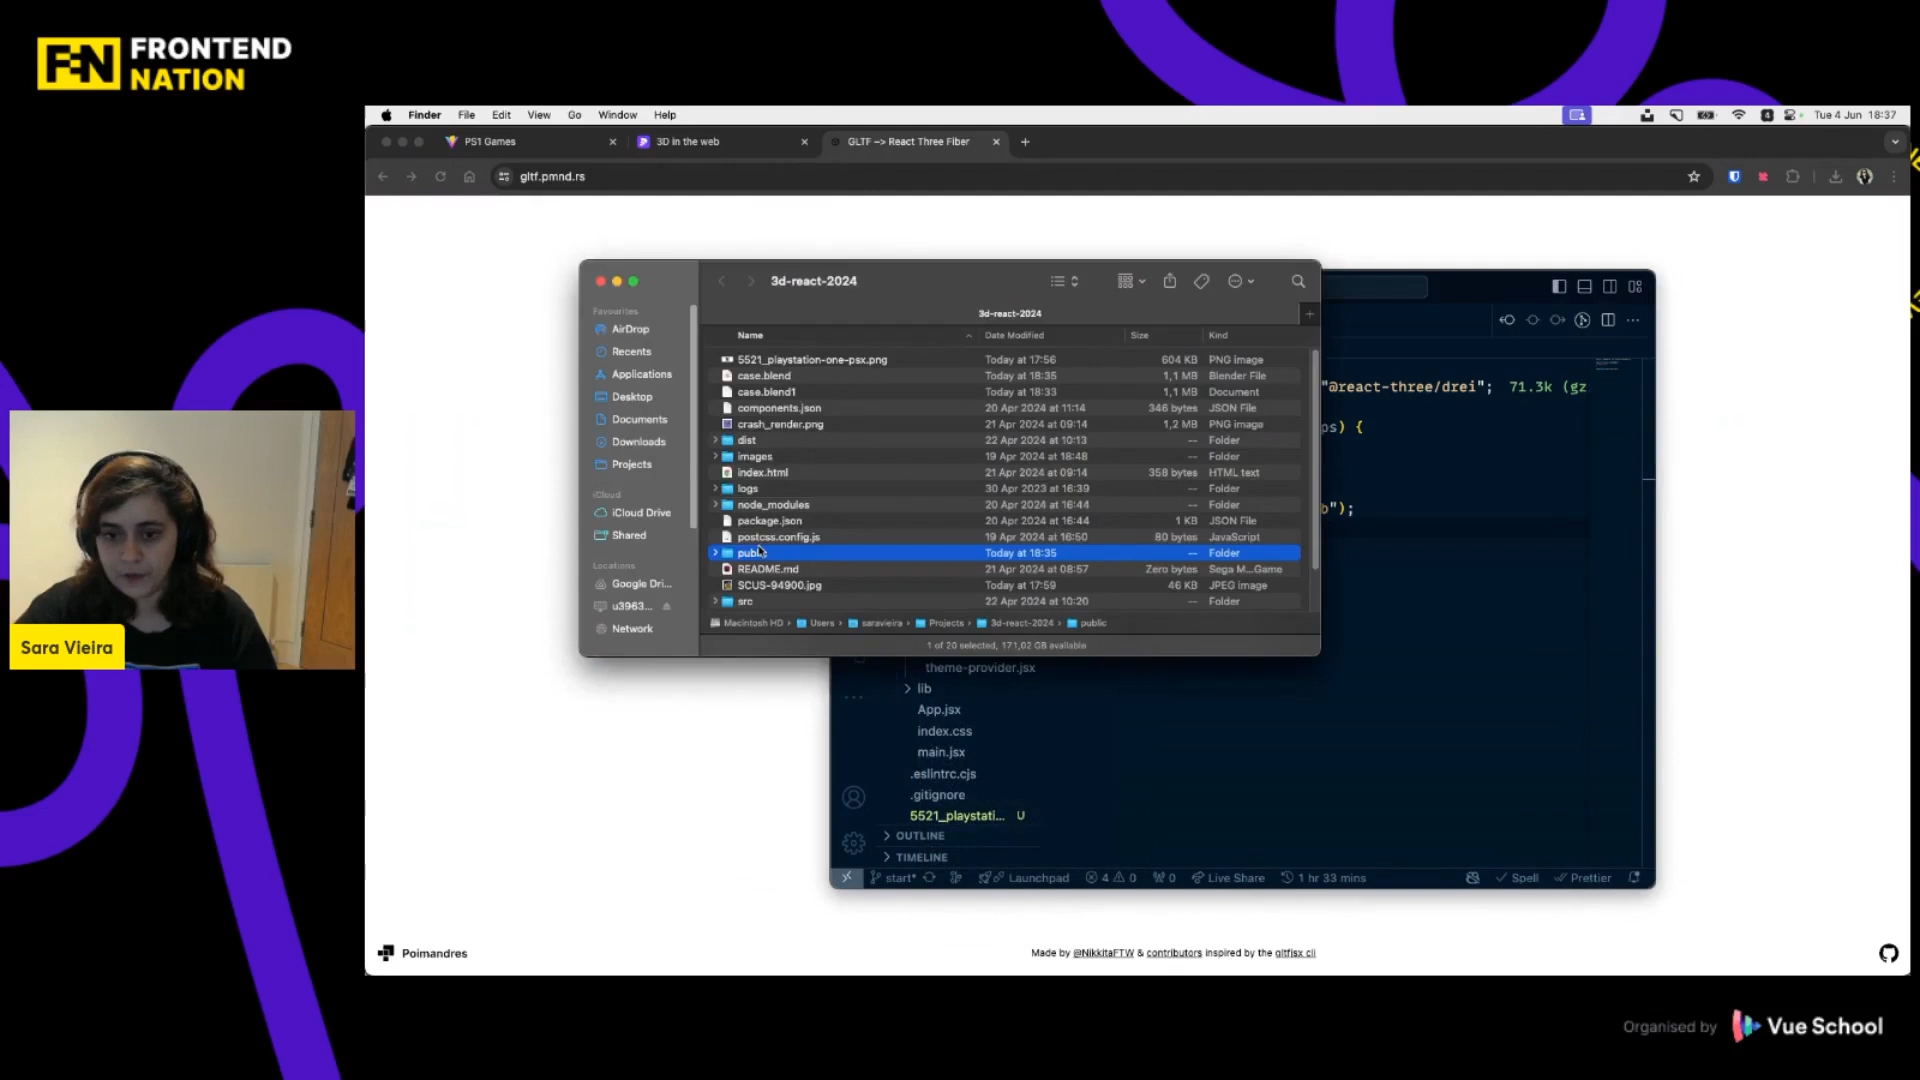 FEN FRONTEND
NATION
Finder File Edit View Go Window Help
Tue 4 Jun 18:37
PS1 Games
3D in the web
GLTF -> React Three Fiber
gltf.pmnd.rs
3d-react-2024
3d-react-2024
Favourites
AirDrop
Recents
Applications
Desktop
Documents
Downloads
Projects
iCloud
iCloud Drive
Shared
Locations
Google Dri...
u3963...
Network
Name Date Modified Size Kind
5521_playstation-one-psx.png Today at 17:56 604 KB PNG image
case.blend Today at 18:35 1,1 MB Blender File
case.blend1 Today at 18:33 1,1 MB Document
components.json 20 Apr 2024 at 11:14 346 bytes JSON File
crash_render.png 21 Apr 2024 at 09:14 1,2 MB PNG image
dist 22 Apr 2024 at 10:13 -- Folder
images 19 Apr 2024 at 18:48 -- Folder
index.html 21 Apr 2024 at 09:14 358 bytes HTML text
logs 30 Apr 2023 at 16:39 -- Folder
node_modules 20 Apr 2024 at 16:44 -- Folder
package.json 20 Apr 2024 at 16:44 1 KB JSON File
postcss.config.js 19 Apr 2024 at 16:50 80 bytes JavaScript
Today at 18:35 -- Folder
README.md 21 Apr 2024 at 08:57 Zero bytes Sega M...Game
SCUS-94900.jpg Today at 17:59 46 KB JPEG image
src 22 Apr 2024 at 10:20 -- Folder
Macintosh HD › Users › saravieira › Projects › 3d-react-2024 › public
1 of 20 selected, 171,02 GB available
"@react-three/drei"; 71.3k (gz
ps) {
b");
theme-provider.jsx
lib
App.jsx
index.css
main.jsx
.eslintrc.cjs
.gitignore
5521_playstati... U
OUTLINE
TIMELINE
start* Launchpad 4 0 0 Live Share 1 hr 33 mins Spell Prettier
Sara Vieira
Poimandres
Made by @NikkitaFTW & contributors inspired by the gltfjsx cli
Organised by Vue School